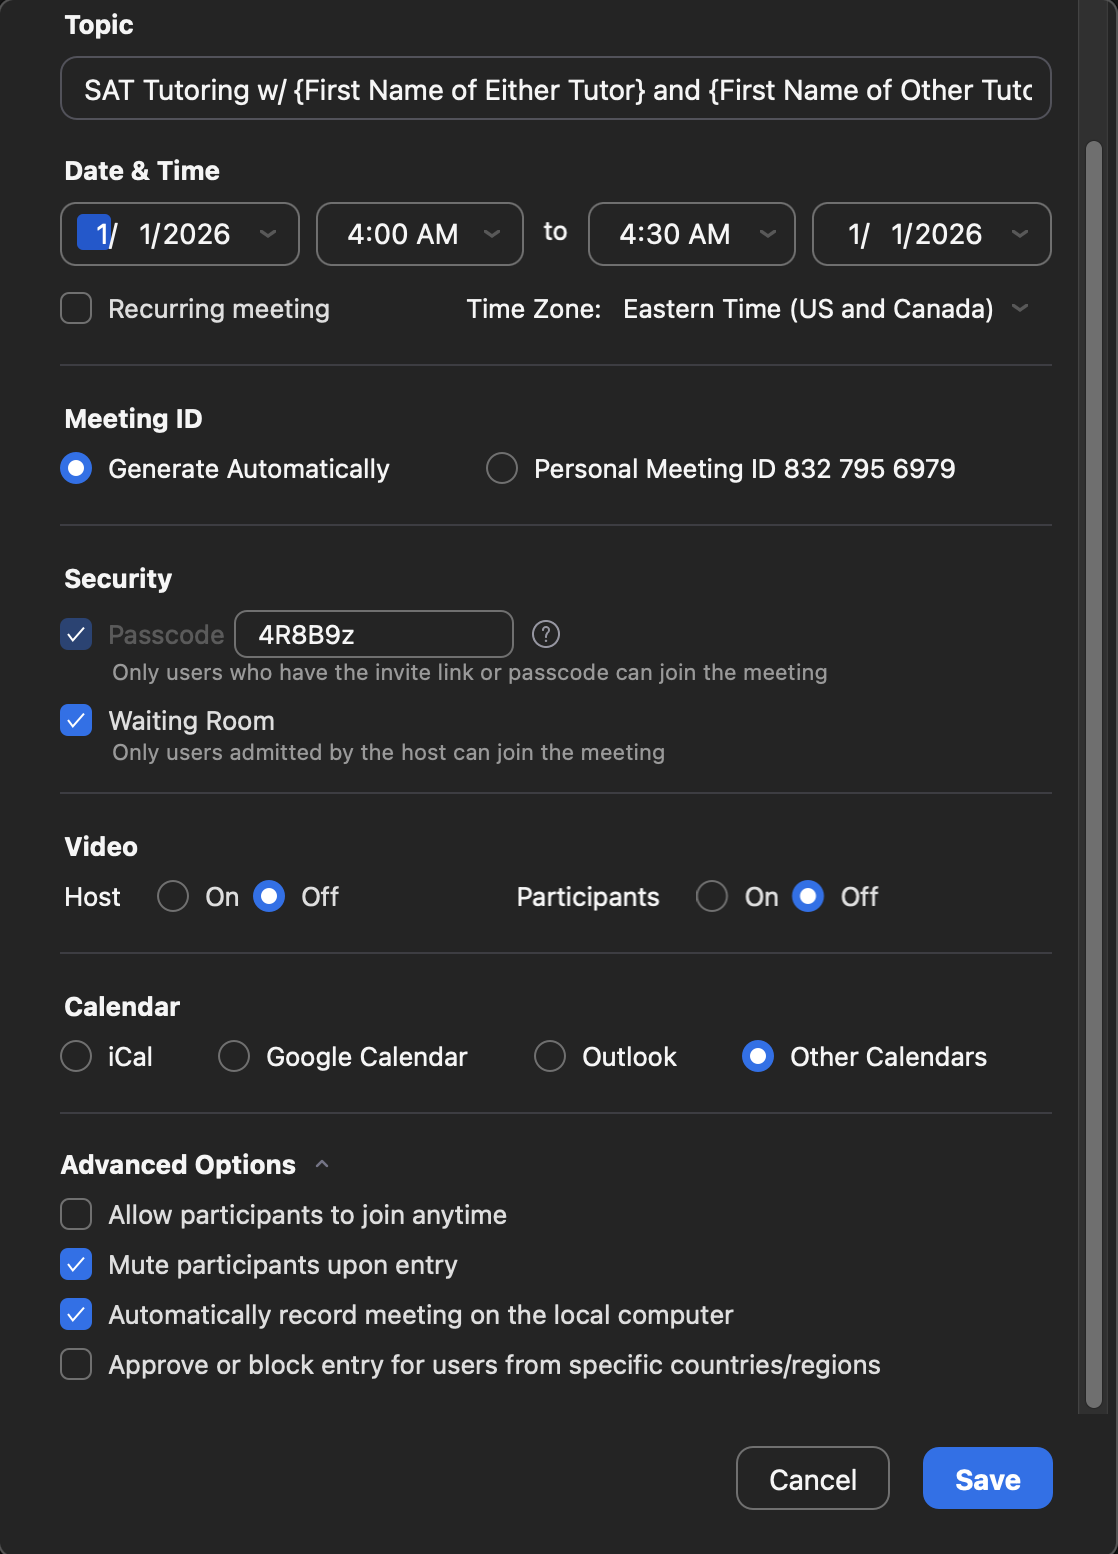 Topic
SAT Tutoring w/ {First Name of Either Tutor} and {First Name of Other Tutc
Date & Time
1/ 1/2026 4:00 AM to 4:30 AM 1/ 1/2026
Recurring meeting Time Zone: Eastern Time (US and Canada)
Meeting ID
Generate Automatically Personal Meeting ID 832 795 6979
Security
Passcode 4R8B9z ?
Only users who have the invite link or passcode can join the meeting
Waiting Room
Only users admitted by the host can join the meeting
Video
Host On Off Participants On Off
Calendar
iCal Google Calendar Outlook Other Calendars
Advanced Options
Allow participants to join anytime
Mute participants upon entry
Automatically record meeting on the local computer
Approve or block entry for users from specific countries/regions
Cancel Save